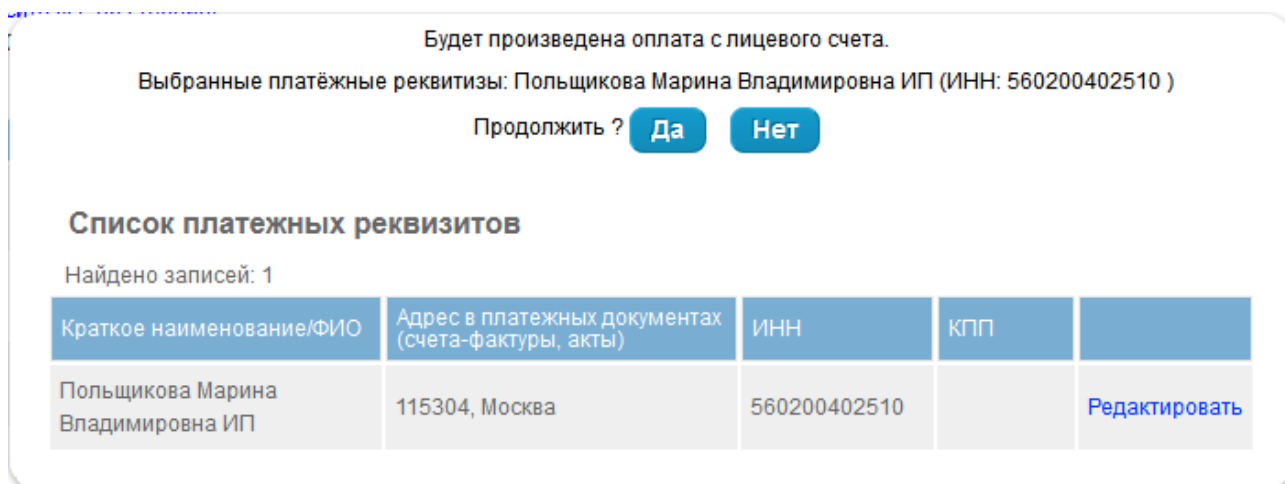 Будет произведена оплата с лицевого счета.
Выбранные платёжные реквитизы: Польщикова Марина Владимировна ИП (ИНН: 560200402510 )
Продолжить ? Да Нет
Список платежных реквизитов
Найдено записей: 1
Краткое наименование/ФИО
Адрес в платежных документах
(счета-фактуры, акты)
ИНН
КПП
Польщикова Марина
Владимировна ИП
115304, Москва
560200402510
Редактировать